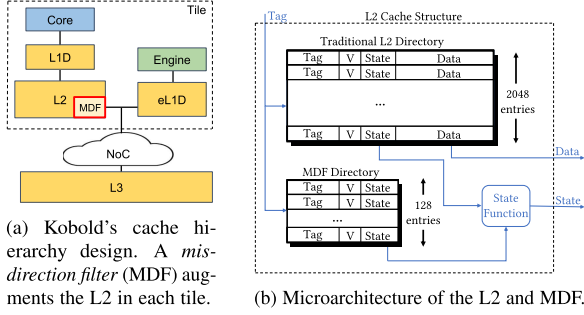 Tile
Core
L1D
Engine
L2
MDF
eL1D
NoC
L3
(a) Kobold's cache hi-
erarchy design. A mis-
direction filter (MDF) aug-
ments the L2 in each tile.
Tag
L2 Cache Structure
Traditional L2 Directory
Tag V State Data
Tag V State Data
...
Tag V State Data
2048
entries
Data
MDF Directory
Tag V State
Tag V State
...
Tag V State
128
entries
State
Function
State
(b) Microarchitecture of the L2 and MDF.